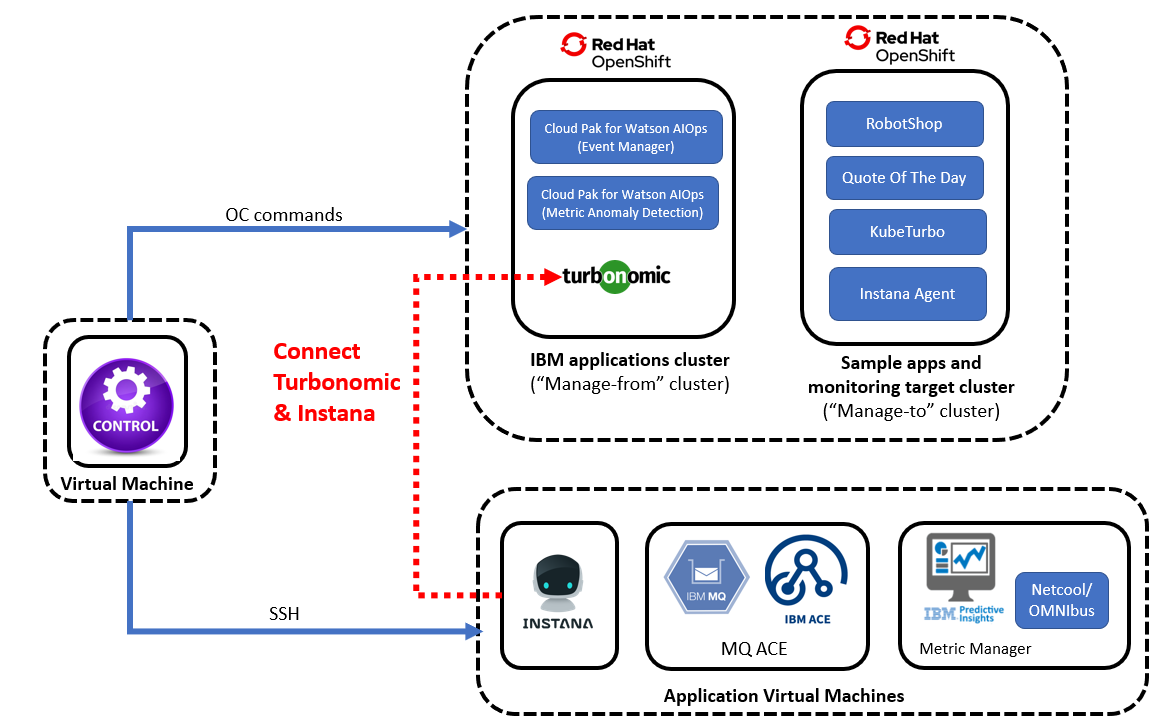 Red Hat
OpenShift
Cloud Pak for Watson AIOps
(Event Manager)
Cloud Pak for Watson AIOps
(Metric Anomaly Detection)
turbonomic
IBM applications cluster
(“Manage-from” cluster)
Red Hat
OpenShift
RobotShop
Quote Of The Day
KubeTurbo
Instana Agent
Sample apps and
monitoring target cluster
(“Manage-to” cluster)
OC commands
Connect
Turbonomic
& Instana
CONTROL
Virtual Machine
SSH
INSTANA
IBM MQ
IBM ACE
MQ ACE
IBM Predictive
Insights
Netcool/
OMNIbus
Metric Manager
Application Virtual Machines